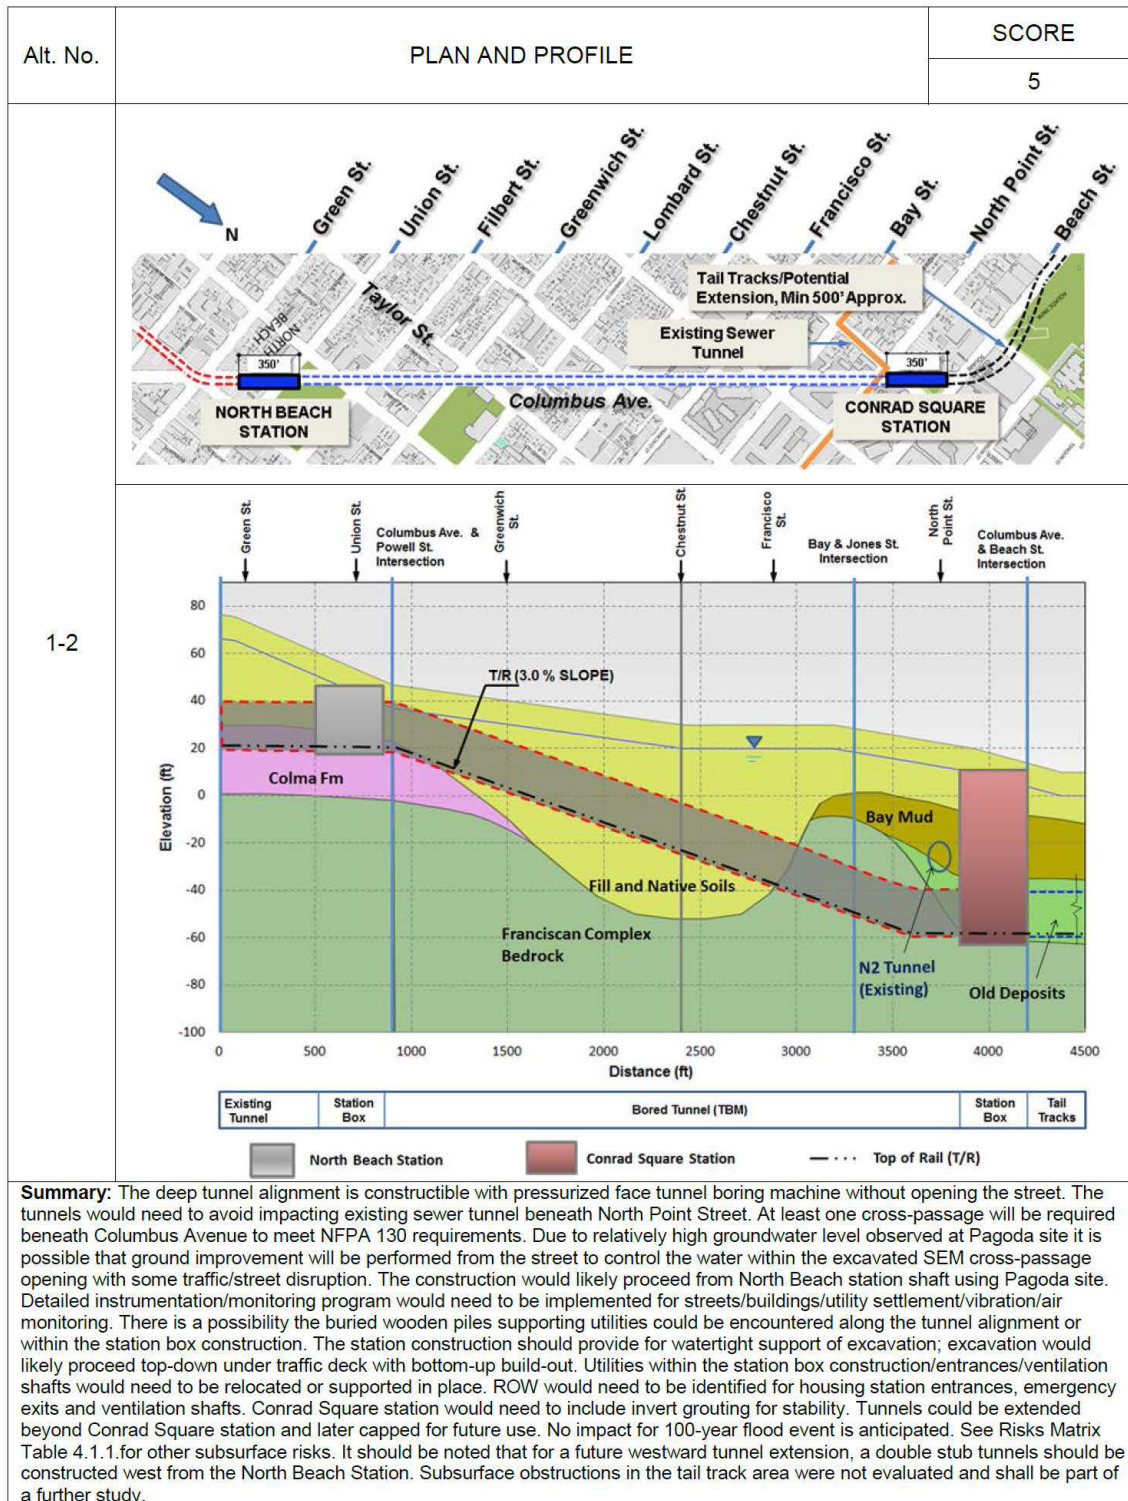 Alt. No.
PLAN AND PROFILE
SCORE
5
1-2
N
Green St.
Union St.
Filbert St.
Greenwich St.
Lombard St.
Chestnut St.
Francisco St.
Bay St.
North Point St.
Beach St.
Taylor St.
NORTH
BEACH
Tail Tracks/Potential
Extension, Min 500' Approx.
Existing Sewer
Tunnel
350'
350'
Columbus Ave.
NORTH BEACH
STATION
CONRAD SQUARE
STATION
Green St.
Union St.
Columbus Ave. &
Powell St.
Intersection
Greenwich
St.
Chestnut St.
Francisco
St.
Bay & Jones St.
Intersection
North
Point St.
Columbus Ave.
& Beach St.
Intersection
80
60
40
20
0
-20
-40
-60
-80
-100
Elevation (ft)
T/R (3.0 % SLOPE)
Colma Fm
Bay Mud
Fill and Native Soils
Franciscan Complex
Bedrock
N2 Tunnel
(Existing)
Old Deposits
0 500 1000 1500 2000 2500 3000 3500 4000 4500
Distance (ft)
Existing
Tunnel
Station
Box
Bored Tunnel (TBM)
Station
Box
Tail
Tracks
North Beach Station
Conrad Square Station
Top of Rail (T/R)
Summary: The deep tunnel alignment is constructible with pressurized face tunnel boring machine without opening the street. The
tunnels would need to avoid impacting existing sewer tunnel beneath North Point Street. At least one cross-passage will be required
beneath Columbus Avenue to meet NFPA 130 requirements. Due to relatively high groundwater level observed at Pagoda site it is
possible that ground improvement will be performed from the street to control the water within the excavated SEM cross-passage
opening with some traffic/street disruption. The construction would likely proceed from North Beach station shaft using Pagoda site.
Detailed instrumentation/monitoring program would need to be implemented for streets/buildings/utility settlement/vibration/air
monitoring. There is a possibility the buried wooden piles supporting utilities could be encountered along the tunnel alignment or
within the station box construction. The station construction should provide for watertight support of excavation; excavation would
likely proceed top-down under traffic deck with bottom-up build-out. Utilities within the station box construction/entrances/ventilation
shafts would need to be relocated or supported in place. ROW would need to be identified for housing station entrances, emergency
exits and ventilation shafts. Conrad Square station would need to include invert grouting for stability. Tunnels could be extended
beyond Conrad Square station and later capped for future use. No impact for 100-year flood event is anticipated. See Risks Matrix
Table 4.1.1.for other subsurface risks. It should be noted that for a future westward tunnel extension, a double stub tunnels should be
constructed west from the North Beach Station. Subsurface obstructions in the tail track area were not evaluated and shall be part of
a further study.